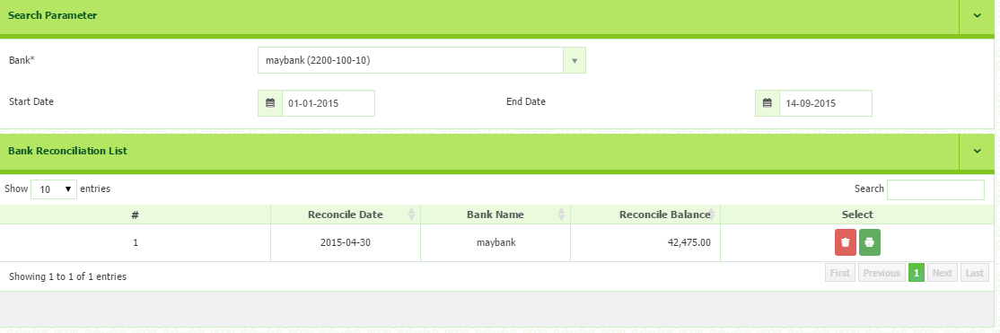 Search Parameter
Bank* maybank (2200-100-10)
Start Date 01-01-2015 End Date 14-09-2015
Bank Reconciliation List
Show 10 entries Search
# Reconcile Date Bank Name Reconcile Balance Select
1 2015-04-30 maybank 42,475.00
Showing 1 to 1 of 1 entries First Previous 1 Next Last